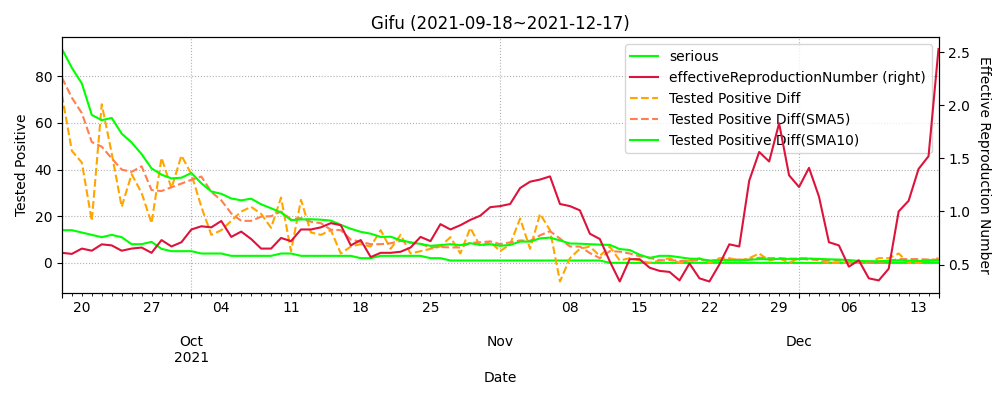 Gifu (2021-09-18~2021-12-17)
serious
effectiveReproductionNumber (right)
Tested Positive Diff
Tested Positive Diff(SMA5)
Tested Positive Diff(SMA10)
Tested Positive
80
60
40
20
0
2.5
2.0
1.5
1.0
0.5
Effective Reproduction Number
20 27 04 11 18 25 08 15 22 29 06 13
Oct Nov Dec
2021
Date